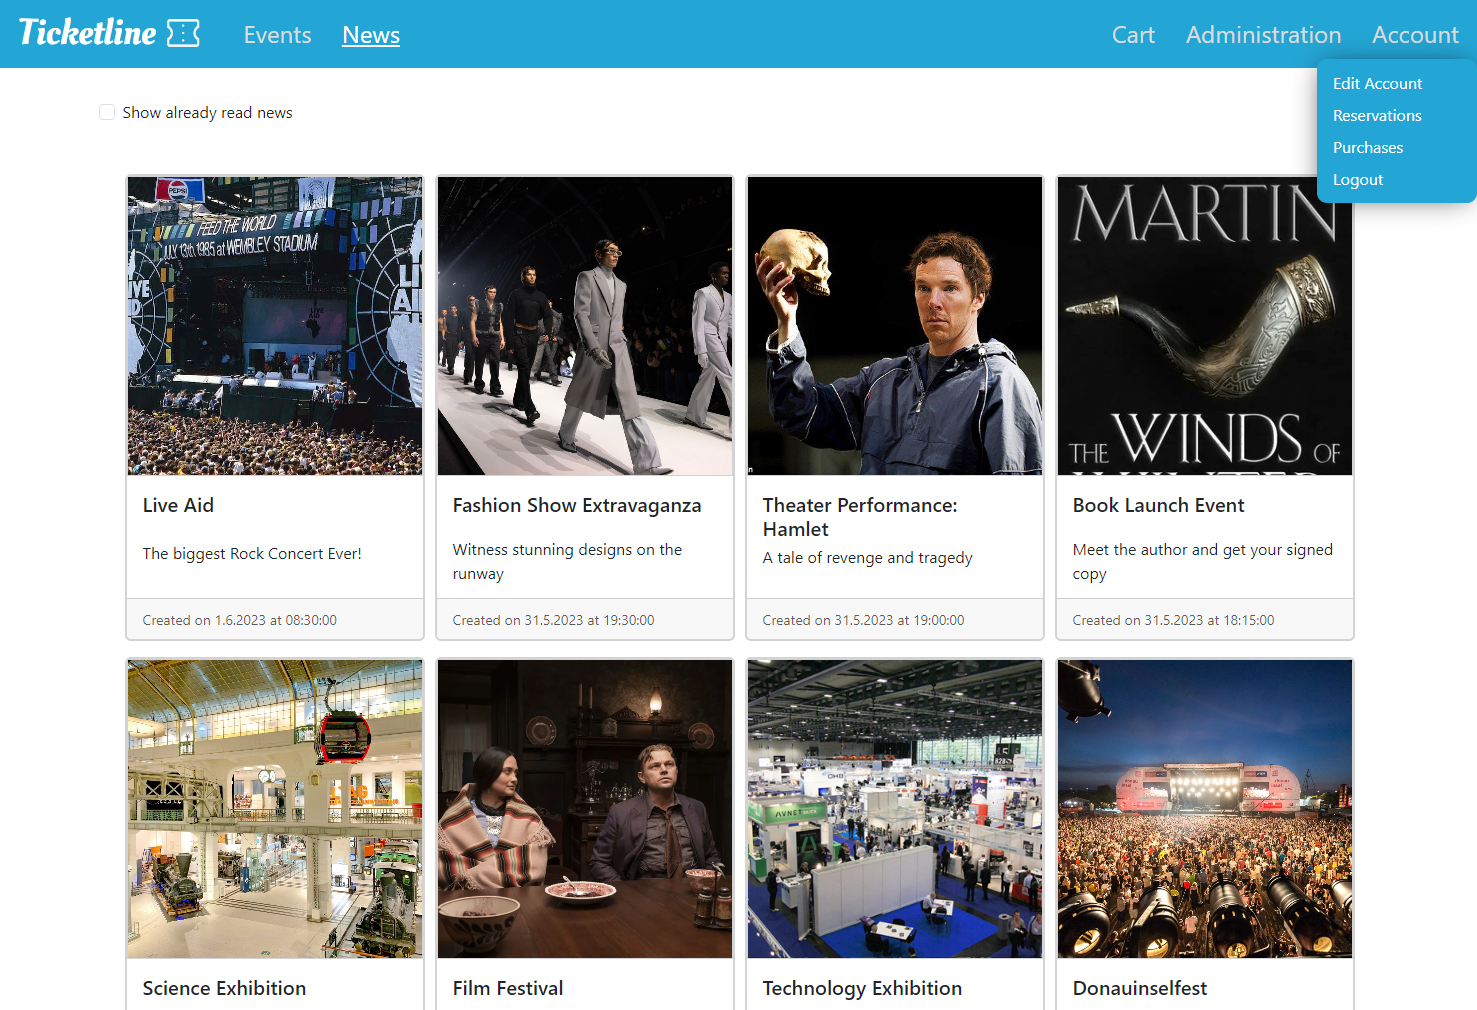 Ticketline
Events
News
Cart
Administration
Account
Edit Account
Reservations
Purchases
Logout
Show already read news
PEPSI
FEED THE WORLD
JULY 13th 1985 at WEMBLEY STADIUM
LIVE
AID
MARTIN
THE WINDS OF
Live Aid
The biggest Rock Concert Ever!
Created on 1.6.2023 at 08:30:00
Fashion Show Extravaganza
Witness stunning designs on the
runway
Created on 31.5.2023 at 19:30:00
Theater Performance:
Hamlet
A tale of revenge and tragedy
Created on 31.5.2023 at 19:00:00
Book Launch Event
Meet the author and get your signed
copy
Created on 31.5.2023 at 18:15:00
AVNET
Science Exhibition
Film Festival
Technology Exhibition
Donauinselfest